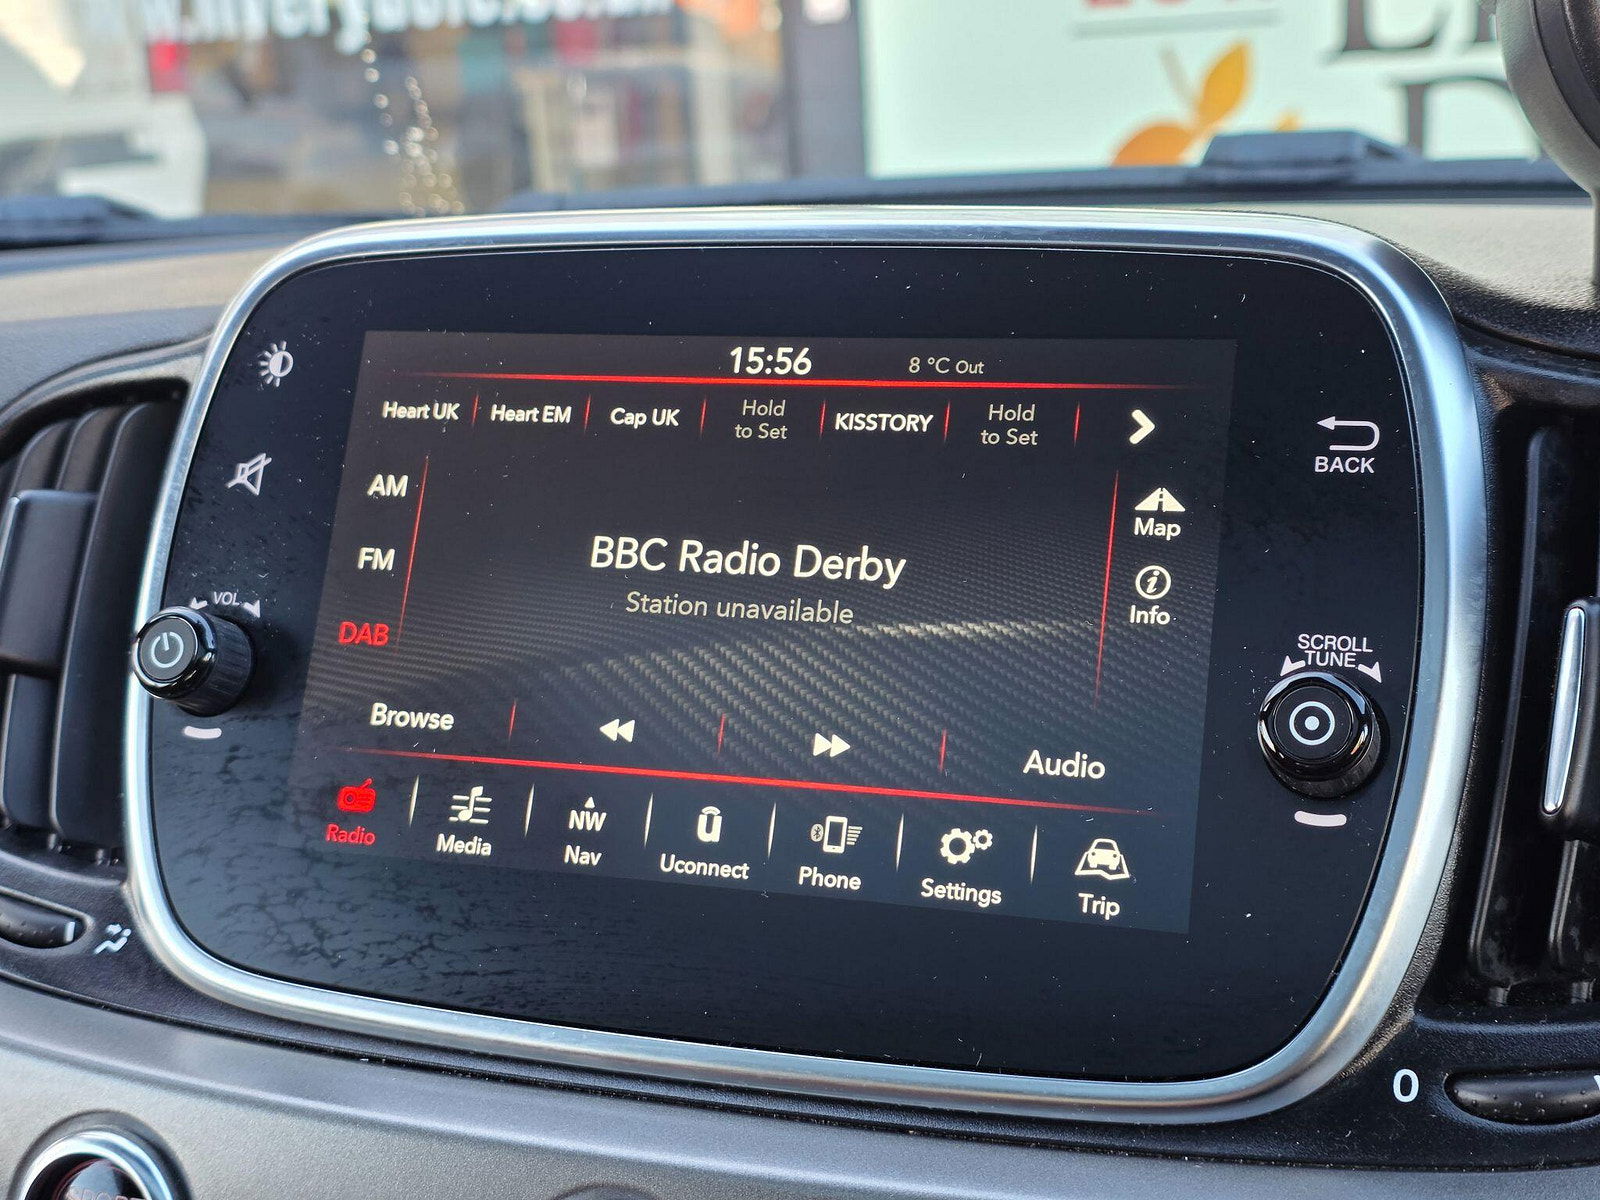 15:56 8 °C Out
Heart UK Heart EM Cap UK Hold to Set KISSTORY Hold to Set
BACK
AM
Map
FM
BBC Radio Derby
Station unavailable
Info
VOL
DAB
SCROLL
TUNE
Browse
Audio
Radio Media NW Nav Uconnect Phone Settings Trip
0
SPORT